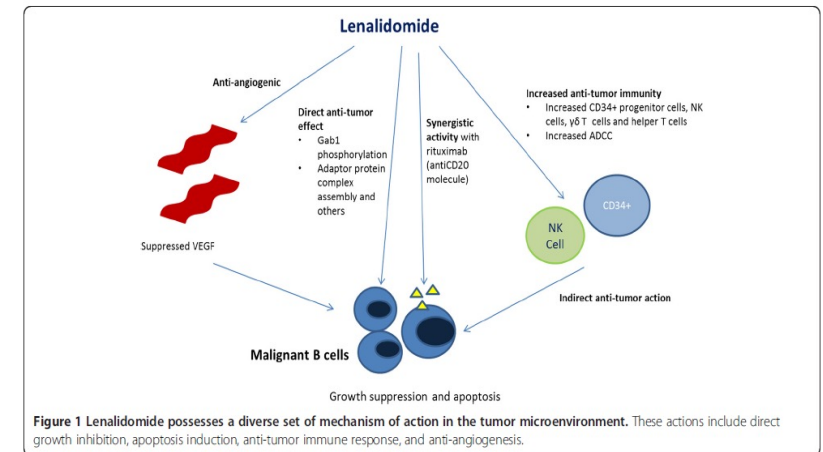 Lenalidomide
Anti-angiogenic
Direct anti-tumor
effect
• Gab1
phosphorylation
• Adaptor protein
complex
assembly and
others
Synergistic
activity with
rituximab
(antiCD20
molecule)
Increased anti-tumor immunity
• Increased CD34+ progenitor cells, NK
cells, γδ T cells and helper T cells
• Increased ADCC
CD34+
NK
Cell
Suppressed VEGF
Indirect anti-tumor action
Malignant B cells
Growth suppression and apoptosis
Figure 1 Lenalidomide possesses a diverse set of mechanism of action in the tumor microenvironment. These actions include direct
growth inhibition, apoptosis induction, anti-tumor immune response, and anti-angiogenesis.